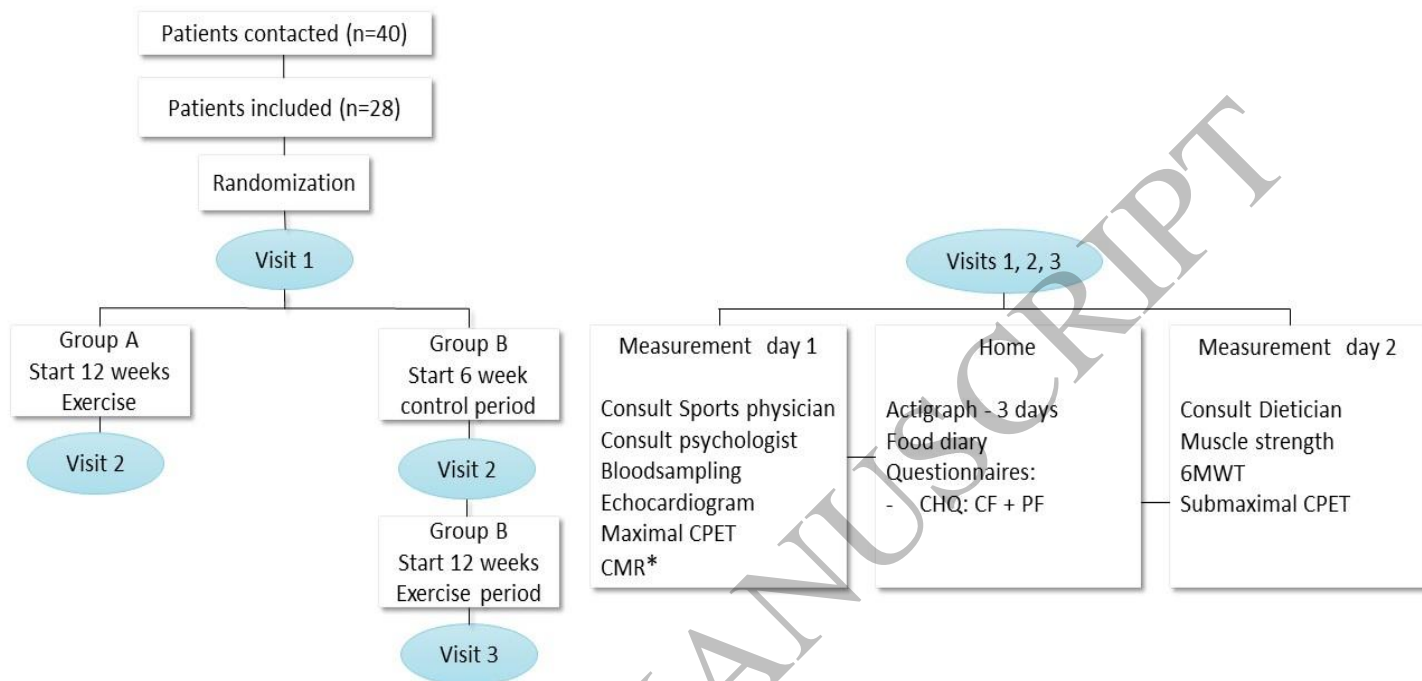 Patients contacted (n=40)
Patients included (n=28)
Randomization
Visit 1
Group A
Start 12 weeks
Exercise
Visit 2
Group B
Start 6 week
control period
Visit 2
Group B
Start 12 weeks
Exercise period
Visit 3
Visits 1, 2, 3
Measurement day 1
Consult Sports physician
Consult psychologist
Bloodsampling
Echocardiogram
Maximal CPET
CMR*
Home
Actigraph - 3 days
Food diary
Questionnaires:
- CHQ: CF + PF
Measurement day 2
Consult Dietician
Muscle strength
6MWT
Submaximal CPET
ANUSCRIPT